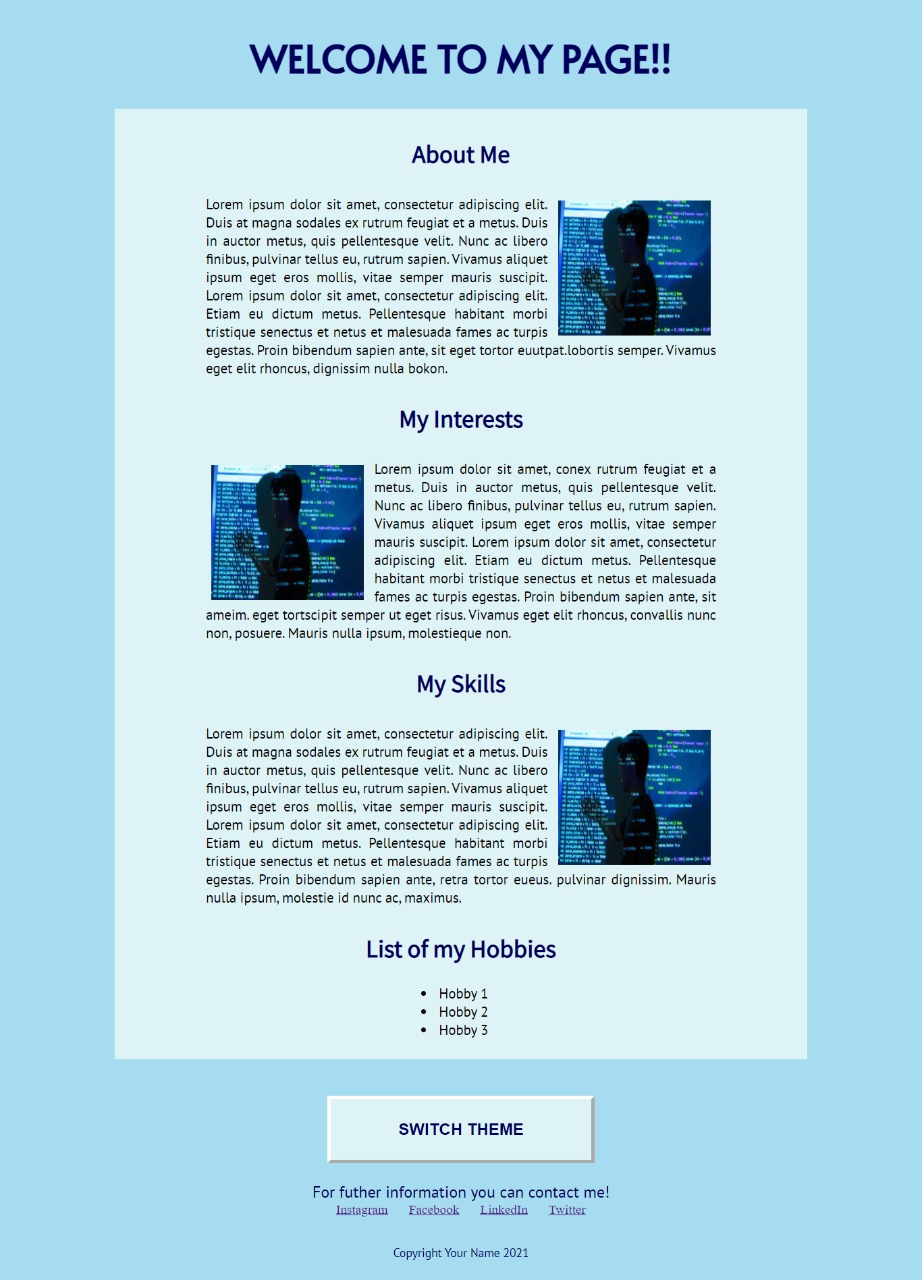 WELCOME TO MY PAGE!!
About Me
Lorem ipsum dolor sit amet, consectetur adipiscing elit.
Duis at magna sodales ex rutrum feugiat et a metus. Duis
in auctor metus, quis pellentesque velit. Nunc ac libero
finibus, pulvinar tellus eu, rutrum sapien. Vivamus aliquet
ipsum eget eros mollis, vitae semper mauris suscipit.
Lorem ipsum dolor sit amet, consectetur adipiscing elit.
Etiam eu dictum metus. Pellentesque habitant morbi
tristique senectus et netus et malesuada fames ac turpis
egestas. Proin bibendum sapien ante, sit eget tortor euutpat.lobortis semper. Vivamus
eget elit rhoncus, dignissim nulla bokon.
My Interests
Lorem ipsum dolor sit amet, conex rutrum feugiat et a
metus. Duis in auctor metus, quis pellentesque velit.
Nunc ac libero finibus, pulvinar tellus eu, rutrum sapien.
Vivamus aliquet ipsum eget eros mollis, vitae semper
mauris suscipit. Lorem ipsum dolor sit amet, consectetur
adipiscing elit. Etiam eu dictum metus. Pellentesque
habitant morbi tristique senectus et netus et malesuada
fames ac turpis egestas. Proin bibendum sapien ante, sit
ameim. eget tortscipit semper ut eget risus. Vivamus eget elit rhoncus, convallis nunc
non, posuere. Mauris nulla ipsum, molestieque non.
My Skills
Lorem ipsum dolor sit amet, consectetur adipiscing elit.
Duis at magna sodales ex rutrum feugiat et a metus. Duis
in auctor metus, quis pellentesque velit. Nunc ac libero
finibus, pulvinar tellus eu, rutrum sapien. Vivamus aliquet
ipsum eget eros mollis, vitae semper mauris suscipit.
Lorem ipsum dolor sit amet, consectetur adipiscing elit.
Etiam eu dictum metus. Pellentesque habitant morbi
tristique senectus et netus et malesuada fames ac turpis
egestas. Proin bibendum sapien ante, retra tortor eueus. pulvinar dignissim. Mauris
nulla ipsum, molestie id nunc ac, maximus.
List of my Hobbies
• Hobby 1
• Hobby 2
• Hobby 3
SWITCH THEME
For futher information you can contact me!
Instagram Facebook LinkedIn Twitter
Copyright Your Name 2021